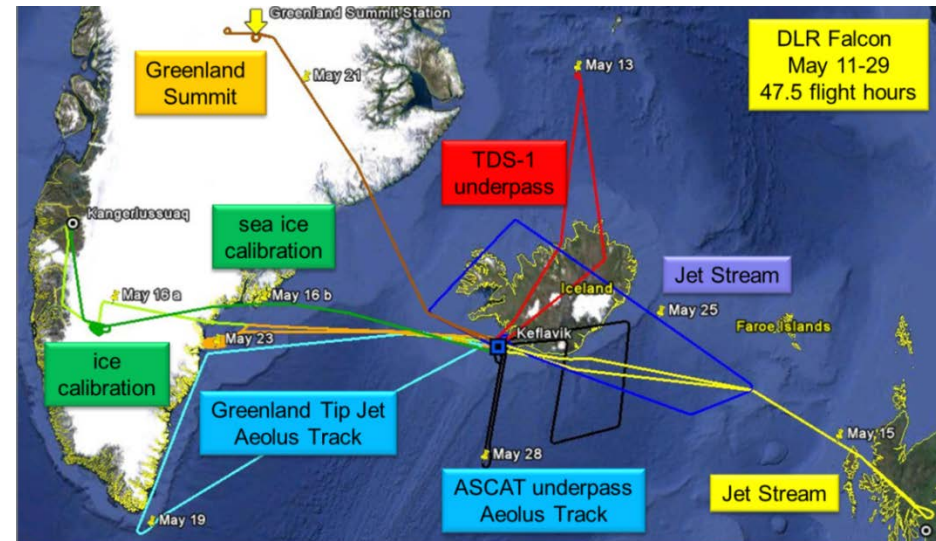 Greenland Summit Station
DLR Falcon
May 11-29
47.5 flight hours
Greenland
Summit
May 21
May 13
TDS-1
underpass
Kangerlussuaq
sea ice
calibration
Jet Stream
May 16 a
May 16 b
Iceland
May 25
Faroe Islands
Keflavik
May 23
ice
calibration
Greenland Tip Jet
Aeolus Track
May 15
May 28
ASCAT underpass
Aeolus Track
Jet Stream
May 19